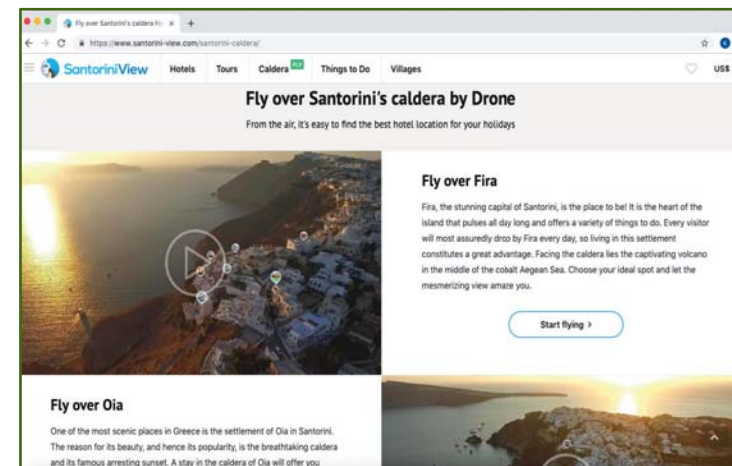 Fly over Santorini's caldera fro
https://www.santorini-view.com/santorini-caldera/
SantoriniView Hotels Tours Caldera FLY Things to Do Villages US$
Fly over Santorini's caldera by Drone
From the air, it's easy to find the best hotel location for your holidays
Fly over Fira
Fira, the stunning capital of Santorini, is the place to be! It is the heart of the
island that pulses all day long and offers a variety of things to do. Every visitor
will most assuredly drop by Fira every day, so living in this settlement
constitutes a great advantage. Facing the caldera lies the captivating volcano
in the middle of the cobalt Aegean Sea. Choose your ideal spot and let the
mesmerizing view amaze you.
Start flying >
Fly over Oia
One of the most scenic places in Greece is the settlement of Oia in Santorini.
The reason for its beauty, and hence its popularity, is the breathtaking caldera
and its famous arresting sunset. A stay in the caldera of Oia will offer you